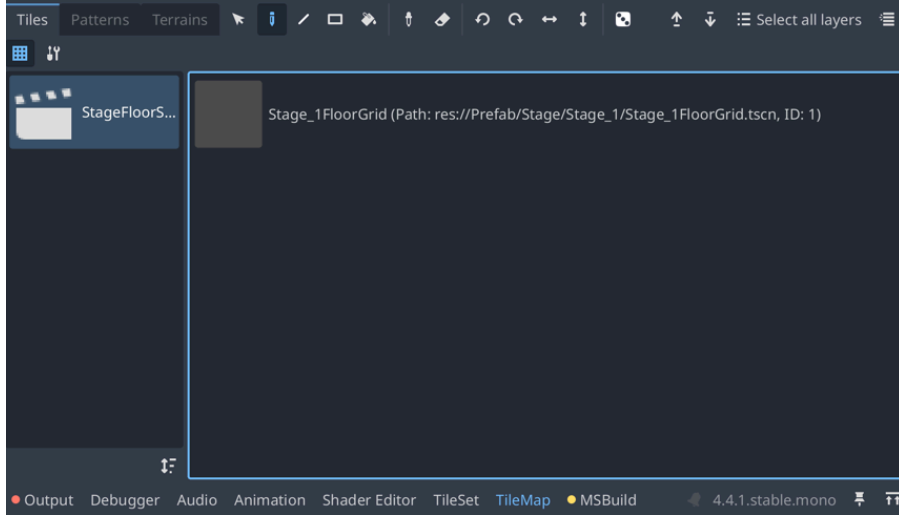 Tiles Patterns Terrains Select all layers
StageFloorS...
Stage_1FloorGrid (Path: res://Prefab/Stage/Stage_1/Stage_1FloorGrid.tscn, ID: 1)
Output Debugger Audio Animation Shader Editor TileSet TileMap MSBuild 4.4.1.stable.mono